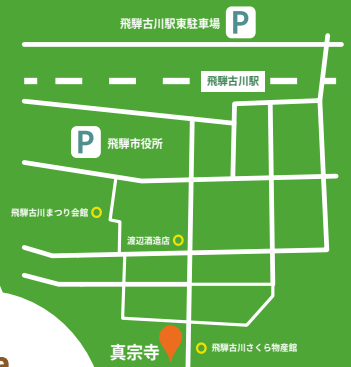 飛騨古川駅東駐車場 P
飛騨古川駅
P 飛騨市役所
飛騨古川まつり会館
渡辺酒造店
真宗寺
飛騨古川さくら物産館